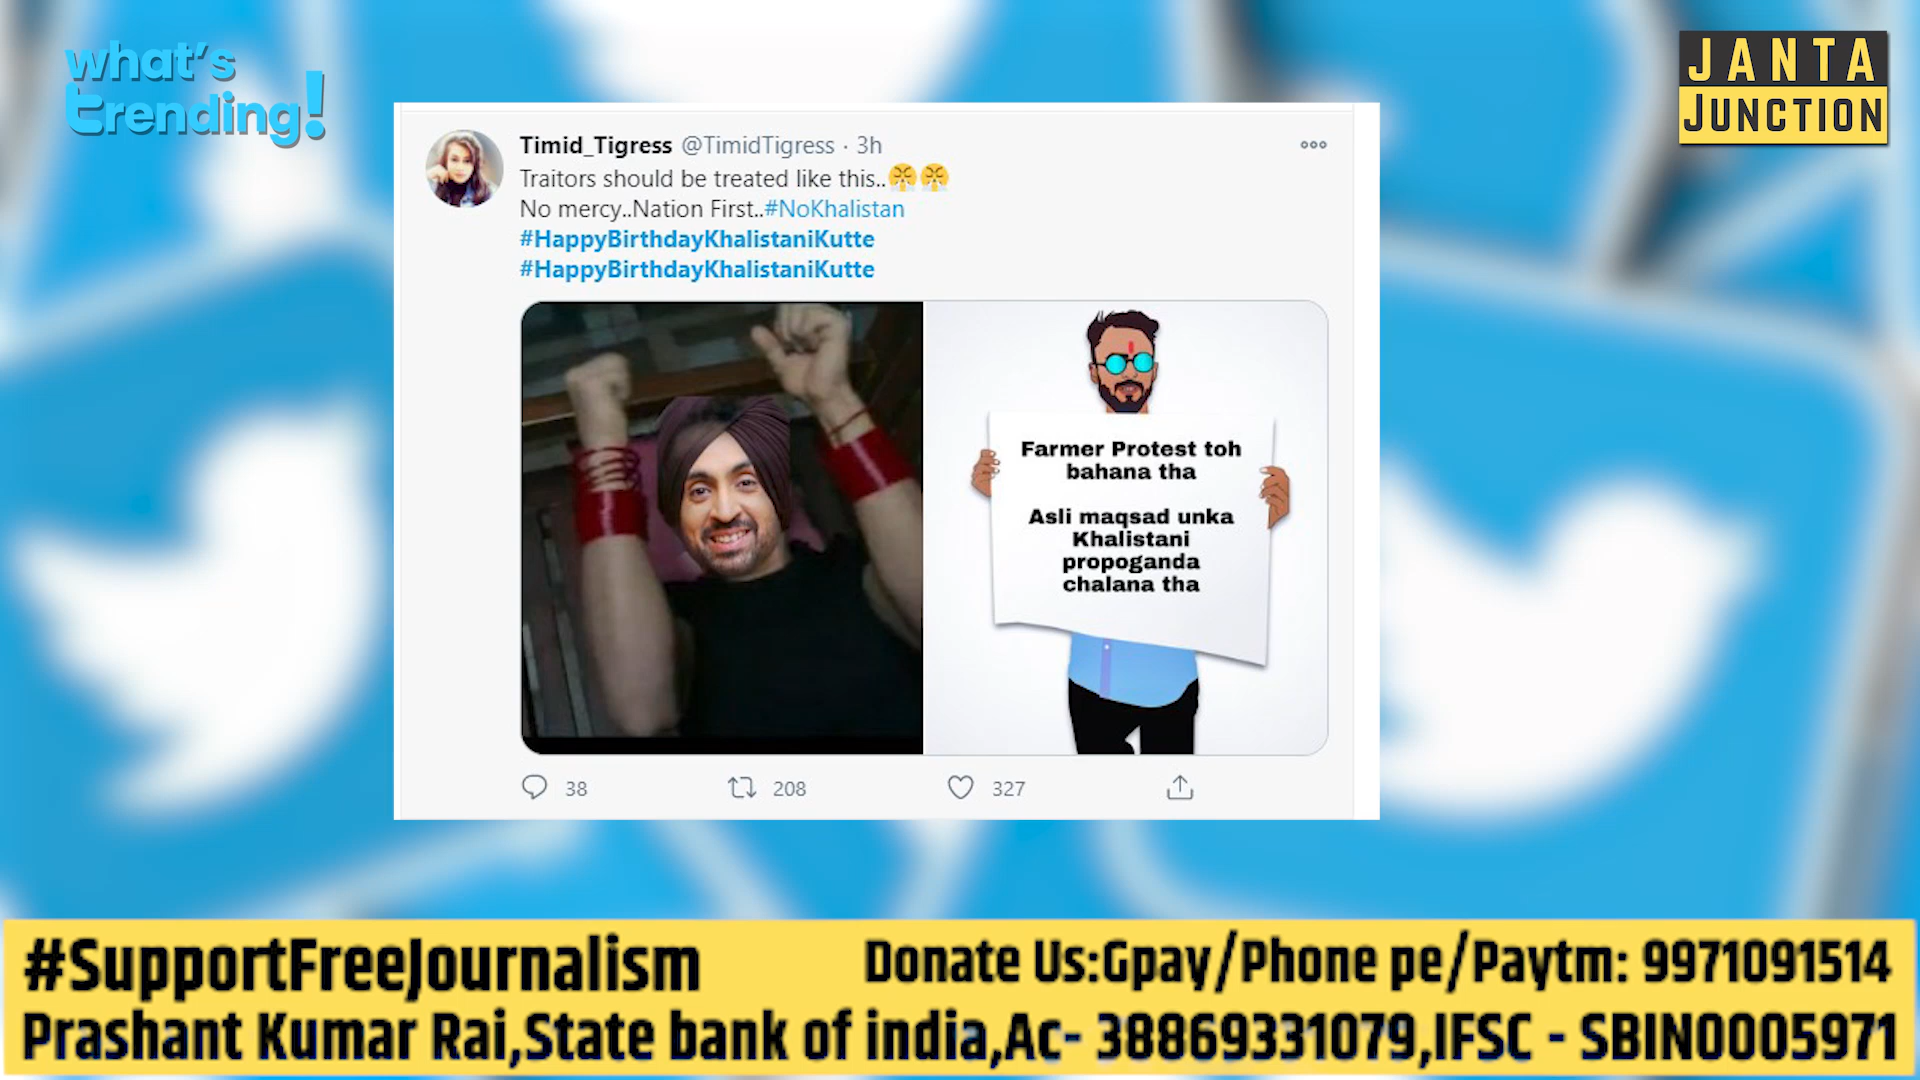 what's
trending!
JANTA
JUNCTION
Timid_Tigress @TimidTigress · 3h
Traitors should be treated like this..😤😤
No mercy..Nation First..#NoKhalistan
#HappyBirthdayKhalistaniKutte
#HappyBirthdayKhalistaniKutte
Farmer Protest toh
bahana tha
Asli maqsad unka
Khalistani
propoganda
chalana tha
38 208 327
#SupportFreeJournalism Donate Us:Gpay/Phone pe/Paytm: 9971091514
Prashant Kumar Rai,State bank of india,Ac- 38869331079,IFSC - SBIN0005971